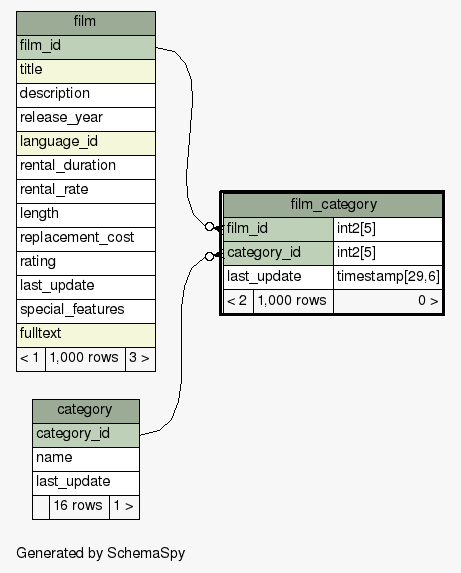 film
film_id
title
description
release_year
language_id
rental_duration
rental_rate
length
replacement_cost
rating
last_update
special_features
fulltext
< 1 1,000 rows 3 >
film_category
film_id int2[5]
category_id int2[5]
last_update timestamp[29,6]
< 2 1,000 rows 0 >
category
category_id
name
last_update
16 rows 1 >
Generated by SchemaSpy